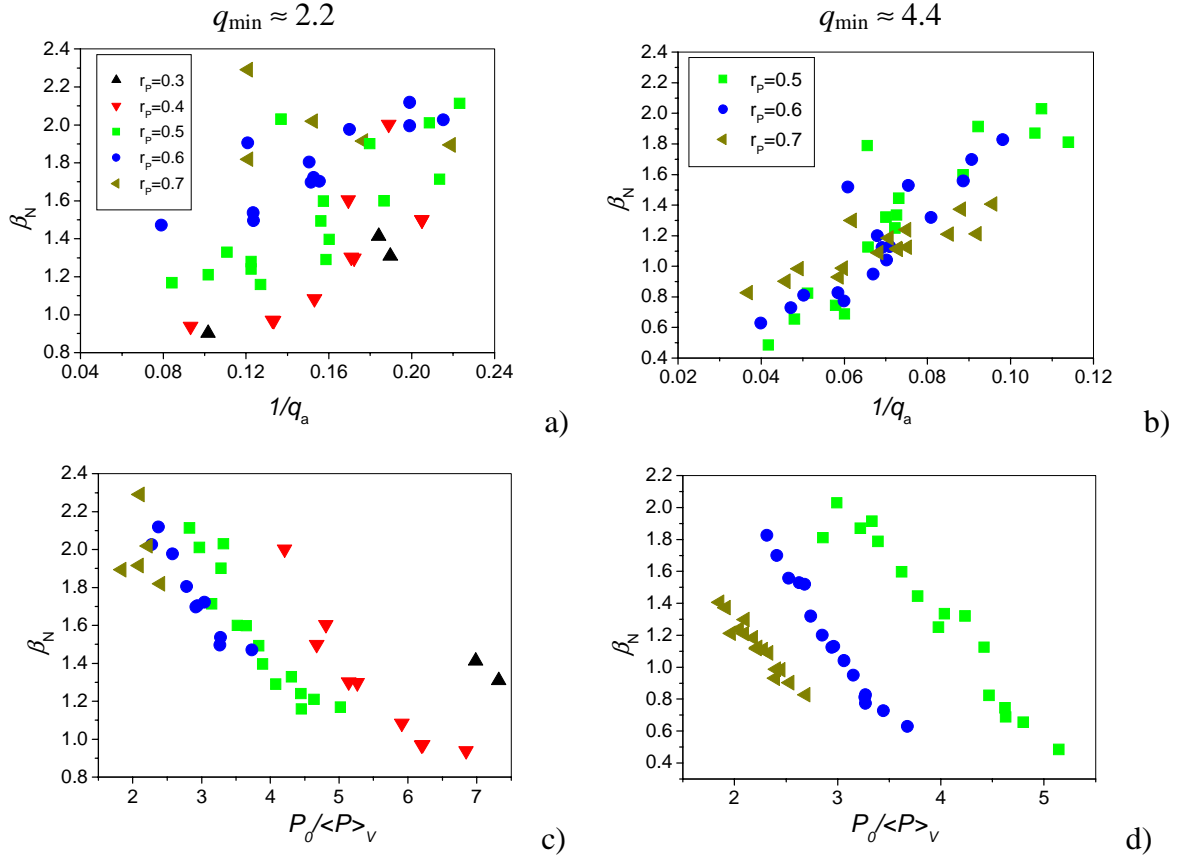 q_min ≈ 2.2
q_min ≈ 4.4
2.4
2.2
2.0
1.8
1.6
1.4
1.2
1.0
0.8
β_N
r_P=0.3
r_P=0.4
r_P=0.5
r_P=0.6
r_P=0.7
0.04 0.08 0.12 0.16 0.20 0.24
1/q_a
a)
2.4
2.2
2.0
1.8
1.6
1.4
1.2
1.0
0.8
0.6
0.4
β_N
r_P=0.5
r_P=0.6
r_P=0.7
0.02 0.04 0.06 0.08 0.10 0.12
1/q_a
b)
2.4
2.2
2.0
1.8
1.6
1.4
1.2
1.0
0.8
β_N
2 3 4 5 6 7
P_0/<P>_V
c)
2.2
2.0
1.8
1.6
1.4
1.2
1.0
0.8
0.6
0.4
β_N
2 3 4 5
P_0/<P>_V
d)